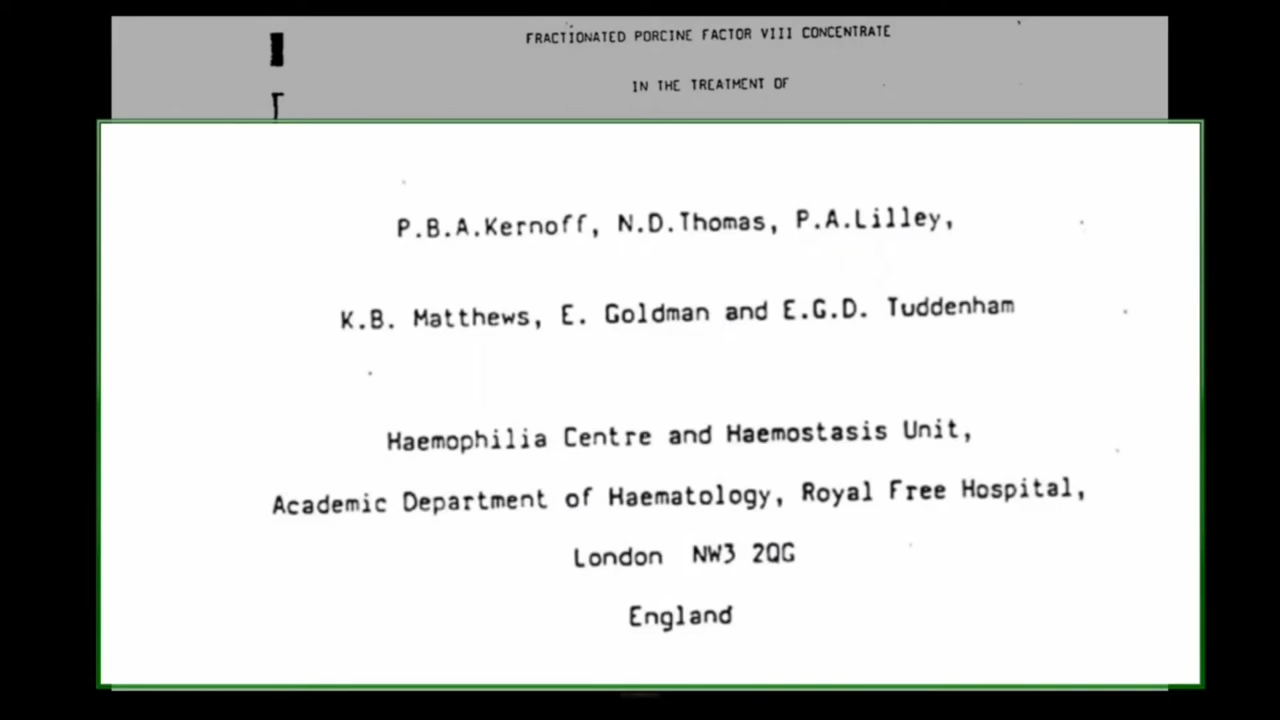 FRACTIONATED PORCINE FACTOR VIII CONCENTRATE
IN THE TREATMENT OF
P.B.A.Kernoff, N.D.Thomas, P.A.Lilley,
K.B. Matthews, E. Goldman and E.G.D. Tuddenham
Haemophilia Centre and Haemostasis Unit,
Academic Department of Haematology, Royal Free Hospital,
London NW3 2QG
England